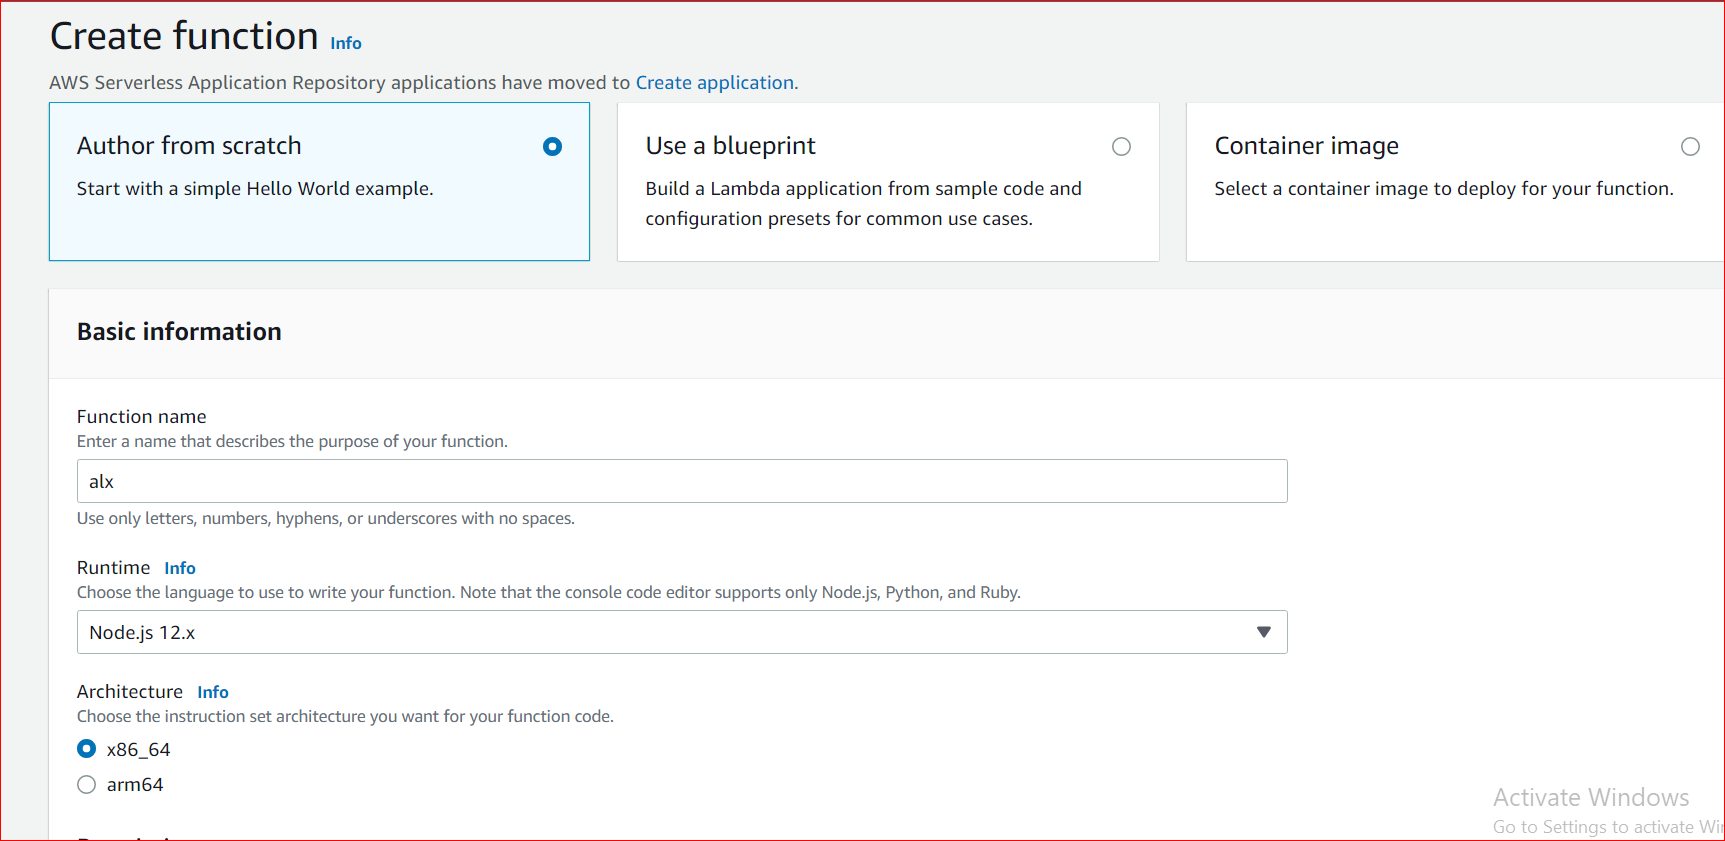 Create function Info
AWS Serverless Application Repository applications have moved to Create application.
Author from scratch
Start with a simple Hello World example.
Use a blueprint
Build a Lambda application from sample code and
configuration presets for common use cases.
Container image
Select a container image to deploy for your function.
Basic information
Function name
Enter a name that describes the purpose of your function.
alx
Use only letters, numbers, hyphens, or underscores with no spaces.
Runtime Info
Choose the language to use to write your function. Note that the console code editor supports only Node.js, Python, and Ruby.
Node.js 12.x
Architecture Info
Choose the instruction set architecture you want for your function code.
x86_64
arm64
Activate Windows
Go to Settings to activate